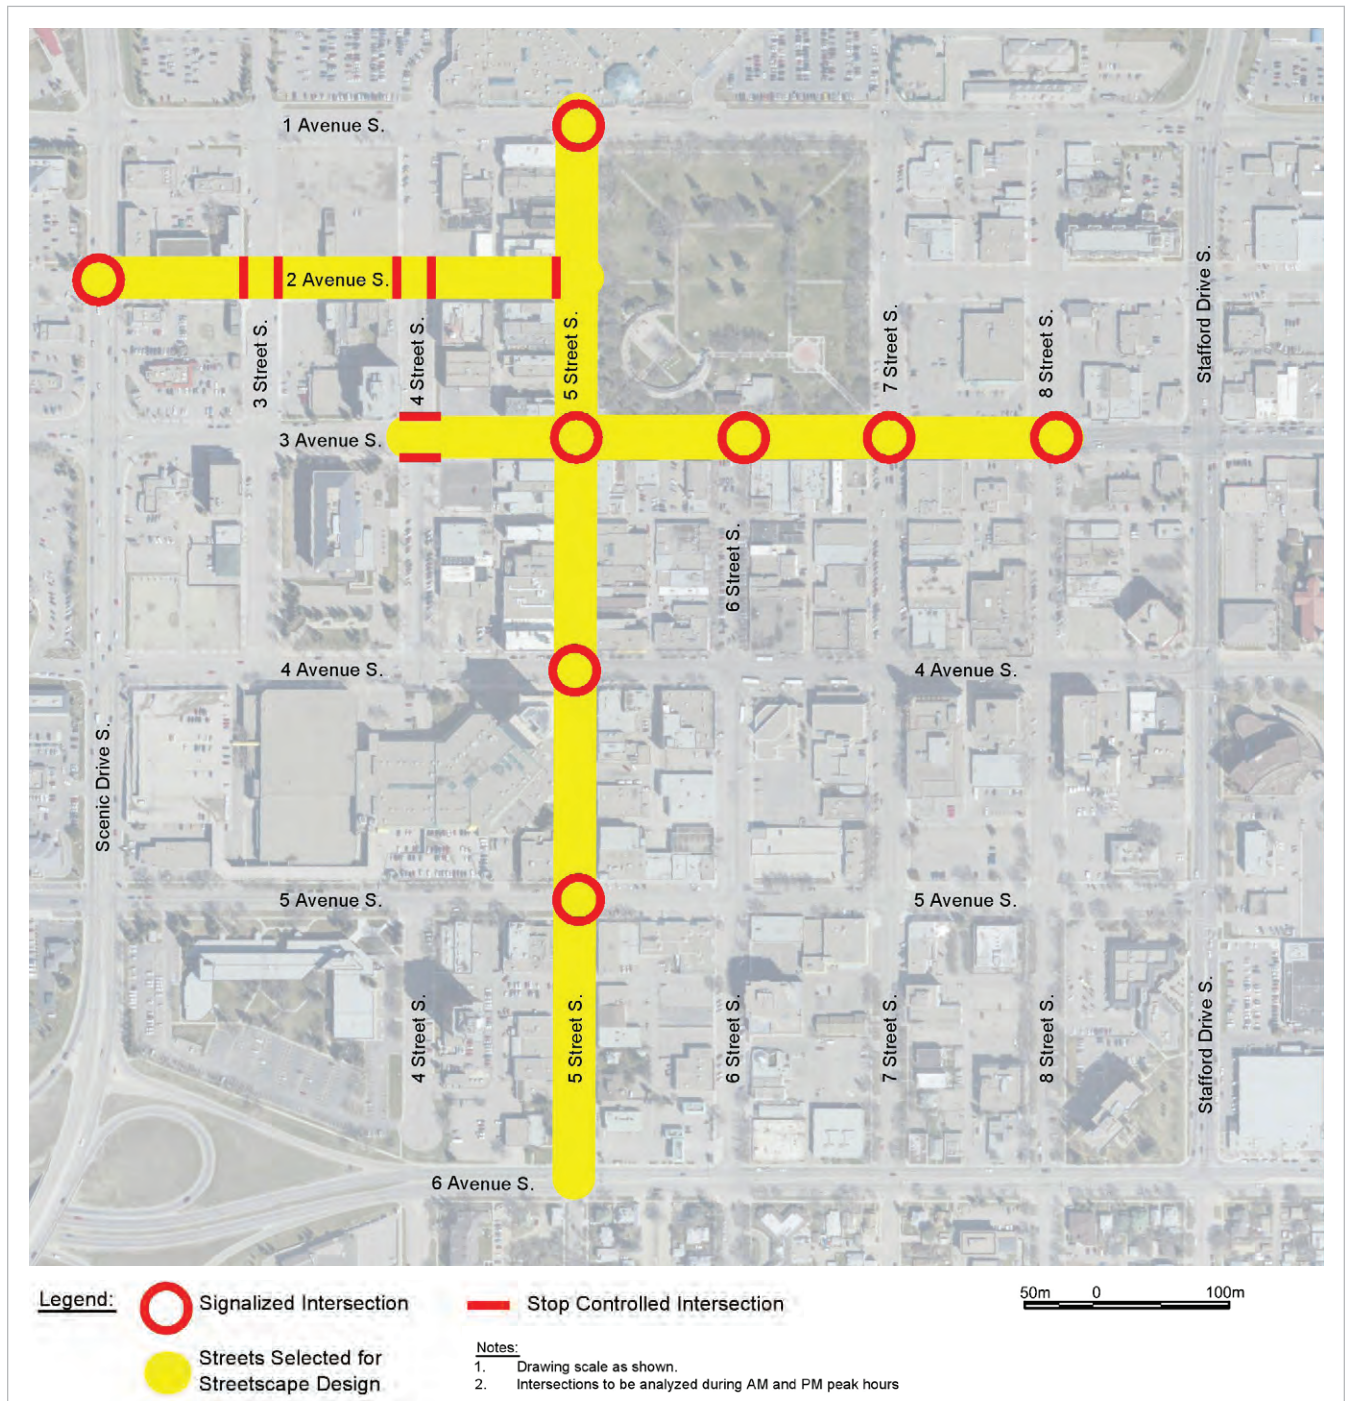 1 Avenue S.
2 Avenue S.
3 Street S.
4 Street S.
5 Street S.
7 Street S.
8 Street S.
Stafford Drive S.
3 Avenue S.
6 Street S.
4 Avenue S.
4 Avenue S.
Scenic Drive S.
5 Avenue S.
5 Avenue S.
4 Street S.
5 Street S.
6 Street S.
7 Street S.
8 Street S.
Stafford Drive S.
6 Avenue S.
Legend:
Signalized Intersection
Stop Controlled Intersection
50m 0 100m
Streets Selected for
Streetscape Design
Notes:
1. Drawing scale as shown.
2. Intersections to be analyzed during AM and PM peak hours